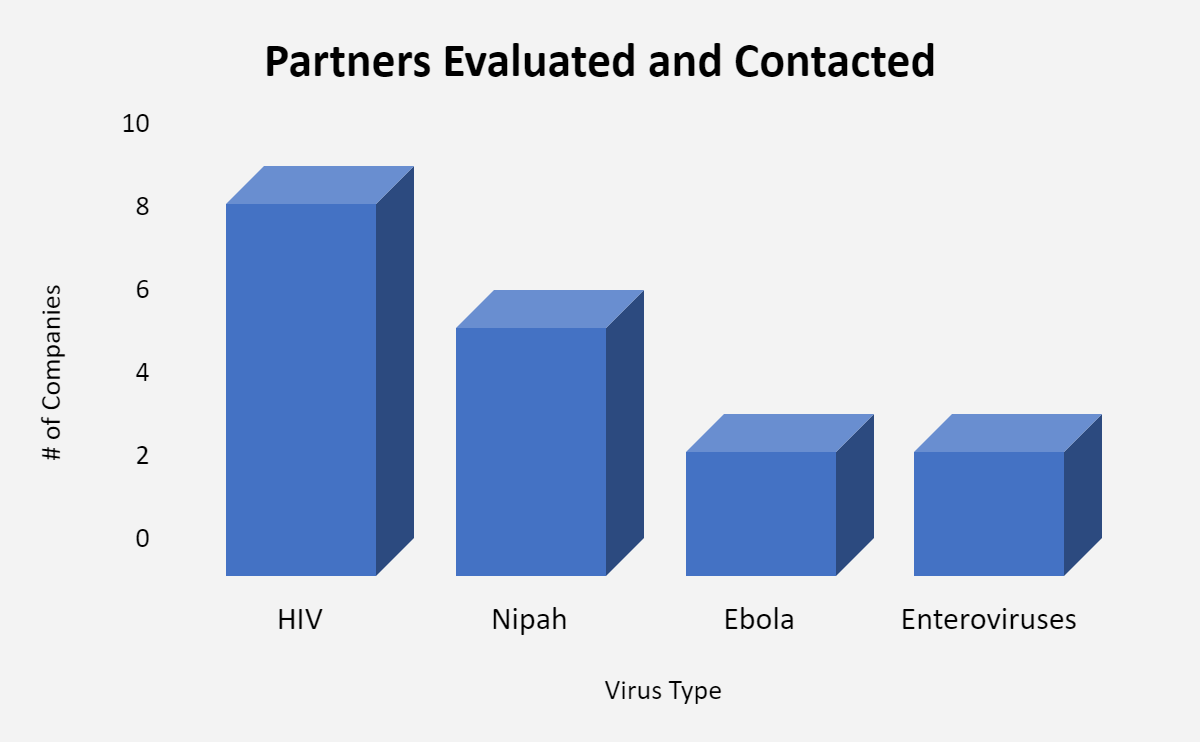 Partners Evaluated and Contacted
10
8
6
4
2
0
# of Companies
HIV
Nipah
Ebola
Enteroviruses
Virus Type